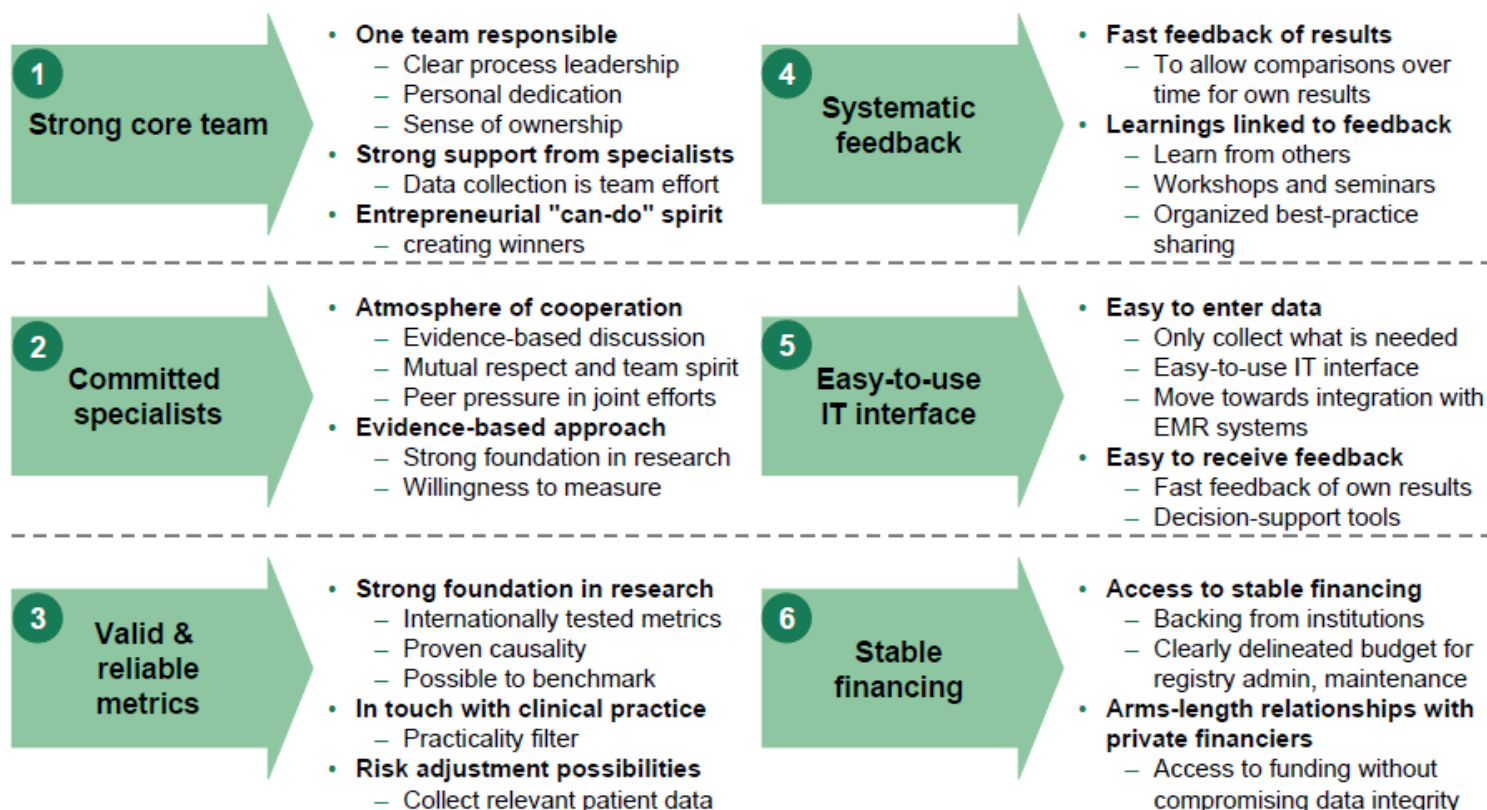 1
Strong core team
• One team responsible
– Clear process leadership
– Personal dedication
– Sense of ownership
• Strong support from specialists
– Data collection is team effort
• Entrepreneurial "can-do" spirit
– creating winners
2
Committed
specialists
• Atmosphere of cooperation
– Evidence-based discussion
– Mutual respect and team spirit
– Peer pressure in joint efforts
• Evidence-based approach
– Strong foundation in research
– Willingness to measure
3
Valid &
reliable
metrics
• Strong foundation in research
– Internationally tested metrics
– Proven causality
– Possible to benchmark
• In touch with clinical practice
– Practicality filter
• Risk adjustment possibilities
– Collect relevant patient data
4
Systematic
feedback
• Fast feedback of results
– To allow comparisons over
time for own results
• Learnings linked to feedback
– Learn from others
– Workshops and seminars
– Organized best-practice
sharing
5
Easy-to-use
IT interface
• Easy to enter data
– Only collect what is needed
– Easy-to-use IT interface
– Move towards integration with
EMR systems
• Easy to receive feedback
– Fast feedback of own results
– Decision-support tools
6
Stable
financing
• Access to stable financing
– Backing from institutions
– Clearly delineated budget for
registry admin, maintenance
• Arms-length relationships with
private financiers
– Access to funding without
compromising data integrity